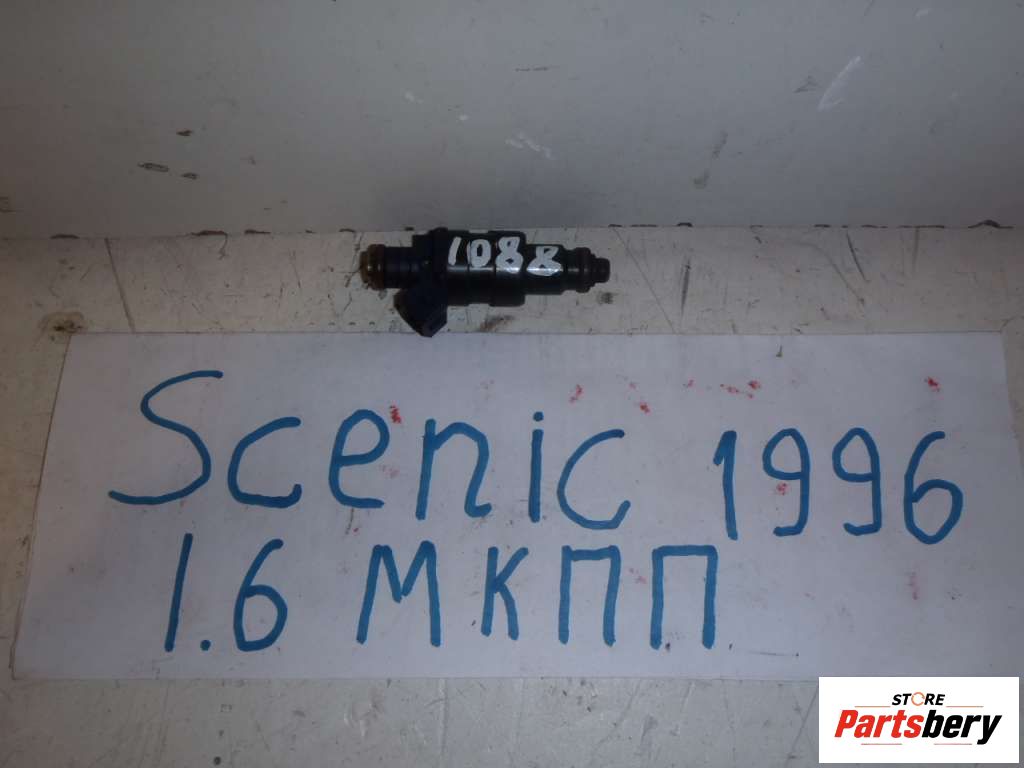 1088
Scenic 1996
1.6 МКПП
STORE
Partsbery